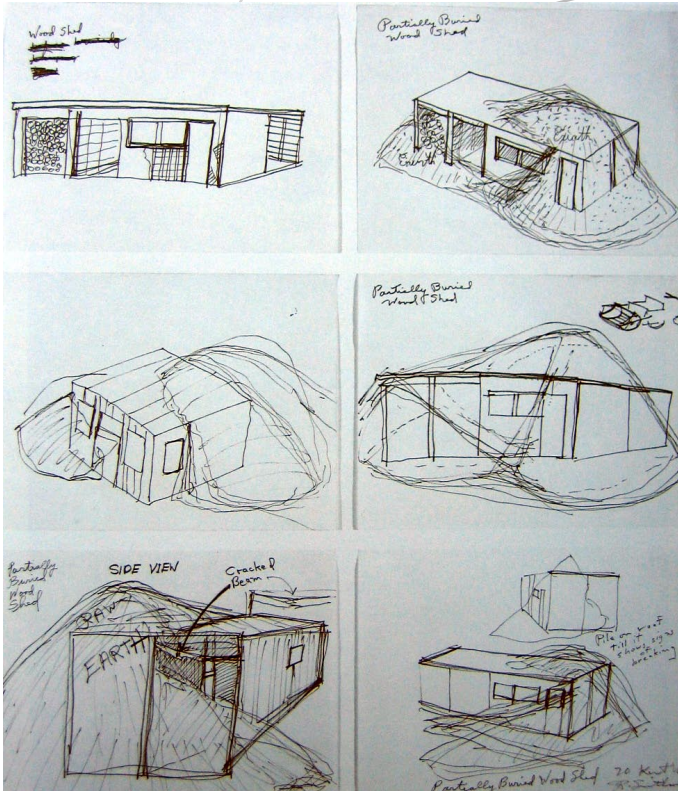 Wood Shed
Partially Buried
Wood Shed
Earth
Earth
Partially Buried
Wood Shed
Partially
Buried
Wood
Shed
SIDE VIEW
Cracked
Beam
RAW
EARTH
Pile on roof
till it
shows sign
of
breaking
Partially Buried Wood Shed